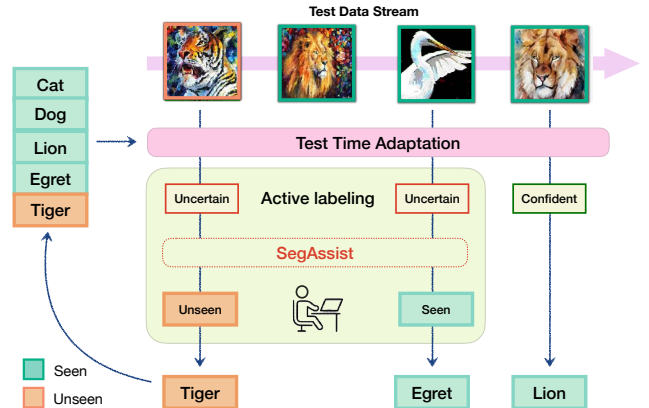 Test Data Stream
Cat
Dog
Lion
Egret
Tiger
Test Time Adaptation
Uncertain
Active labeling
Uncertain
Confident
SegAssist
Unseen
Seen
Seen
Unseen
Tiger
Egret
Lion